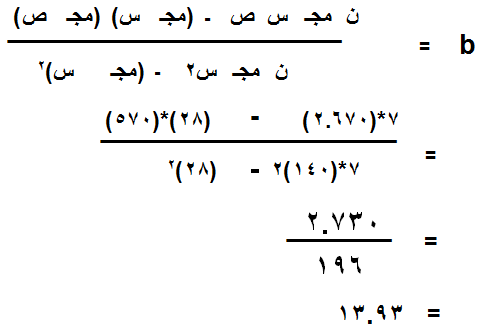 b = ن مجـ س ص - (مجـ س) (مجـ ص)
ن مجـ س٢ - (مجـ س)٢
= ٧*(٢.٦٧٠) - (٢٨)*(٥٧٠)
٧*(١٤٠)٢ - (٢٨)٢
= ٢.٧٣٠
١٩٦
= ١٣.٩٣